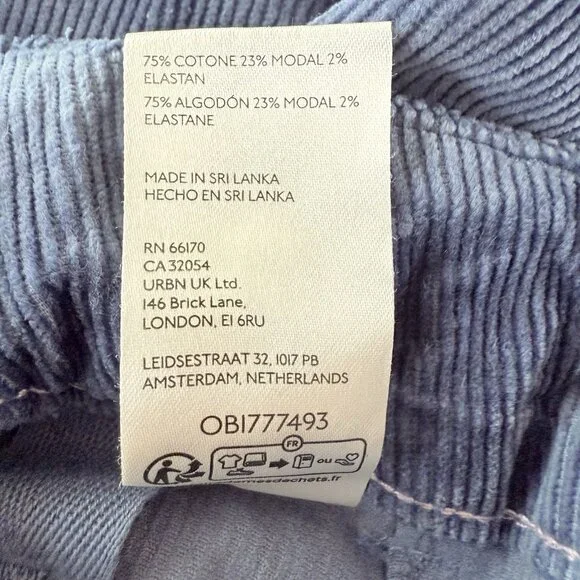 75% COTONE 23% MODAL 2%
ELASTAN
75% ALGODÓN 23% MODAL 2%
ELASTANE
MADE IN SRI LANKA
HECHO EN SRI LANKA
RN 66170
CA 32054
URBN UK Ltd.
146 Brick Lane,
LONDON, E1 6RU
LEIDSESTRAAT 32, 1017 PB
AMSTERDAM, NETHERLANDS
OB1777493
FR
ou